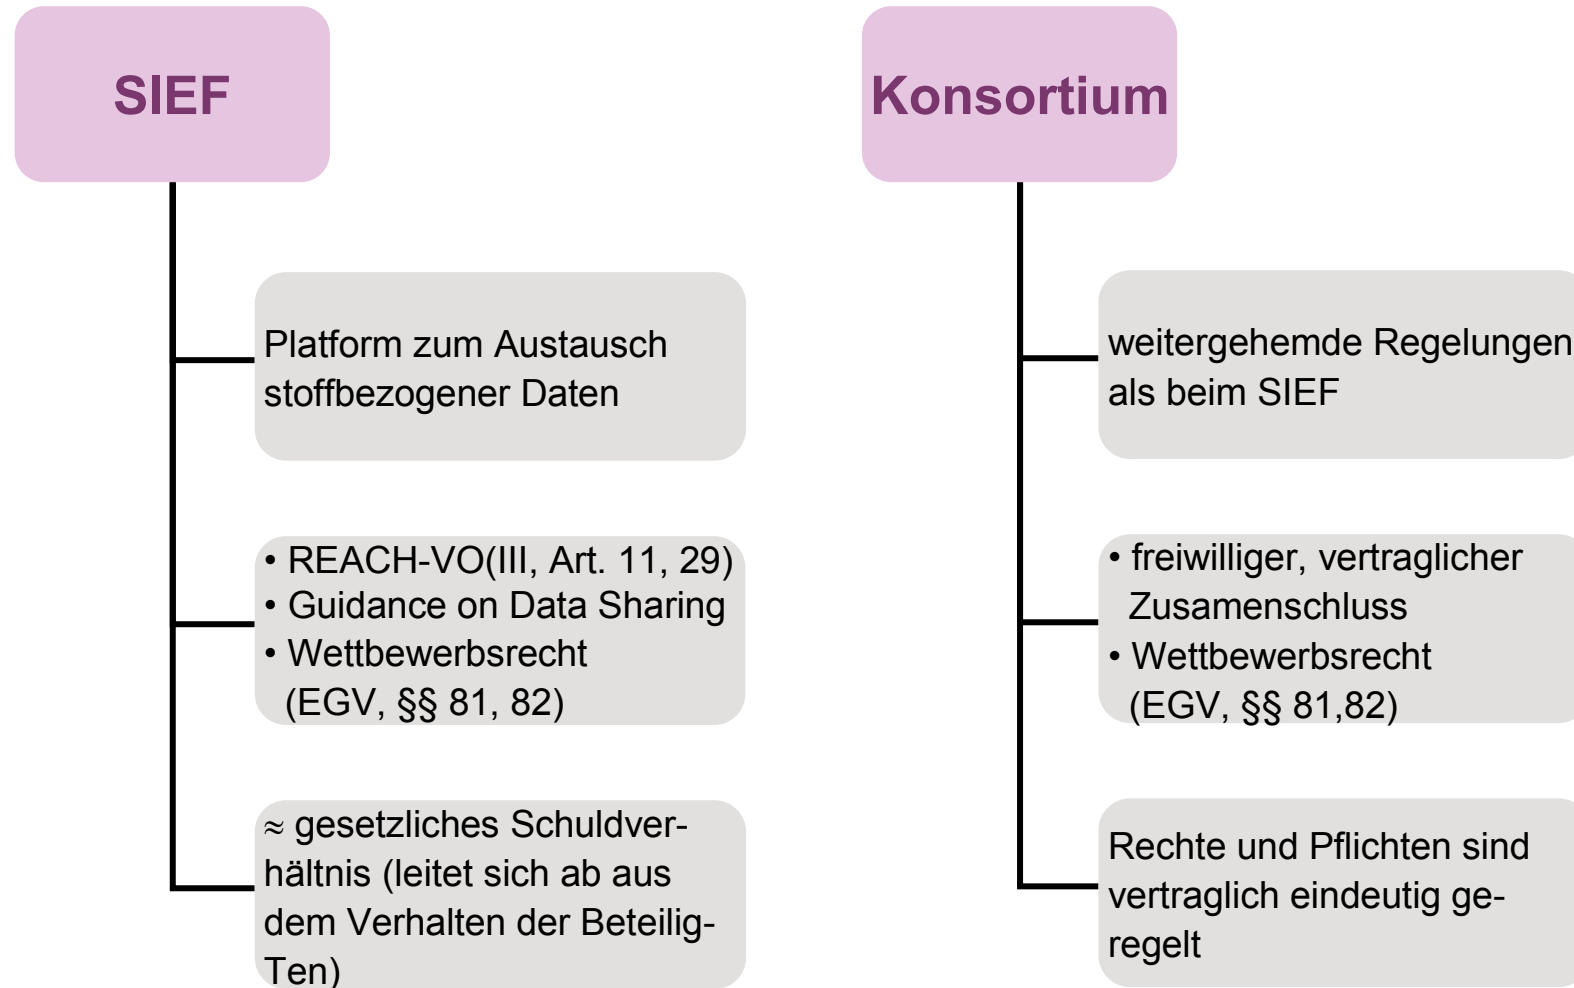 SIEF
Platform zum Austausch
stoffbezogener Daten
• REACH-VO(III, Art. 11, 29)
• Guidance on Data Sharing
• Wettbewerbsrecht
(EGV, §§ 81, 82)
≈ gesetzliches Schuldver-
hältnis (leitet sich ab aus
dem Verhalten der Beteilig-
Ten)
Konsortium
weitergehemde Regelungen
als beim SIEF
• freiwilliger, vertraglicher
Zusamenschluss
• Wettbewerbsrecht
(EGV, §§ 81,82)
Rechte und Pflichten sind
vertraglich eindeutig ge-
regelt